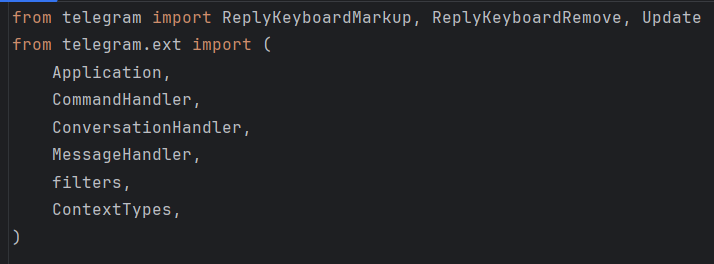 from telegram import ReplyKeyboardMarkup, ReplyKeyboardRemove, Update
from telegram.ext import (
    Application,
    CommandHandler,
    ConversationHandler,
    MessageHandler,
    filters,
    ContextTypes,
)